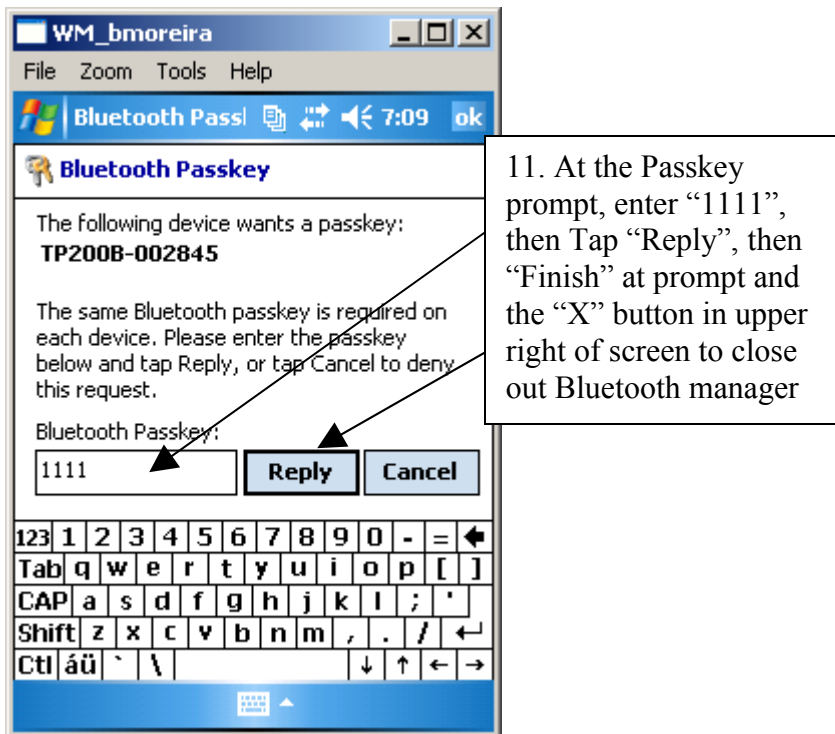 WM_bmoreira
File Zoom Tools Help
Bluetooth Passl 7:09 ok
Bluetooth Passkey
The following device wants a passkey:
TP200B-002845
The same Bluetooth passkey is required on
each device. Please enter the passkey
below and tap Reply, or tap Cancel to deny
this request.
Bluetooth Passkey:
1111 Reply Cancel
123 1 2 3 4 5 6 7 8 9 0 - =
Tab q w e r t y u i o p [ ]
CAP a s d f g h j k l ; '
Shift z x c v b n m , . /
Ctl áü ` \
11. At the Passkey
prompt, enter “1111”,
then Tap “Reply”, then
“Finish” at prompt and
the “X” button in upper
right of screen to close
out Bluetooth manager